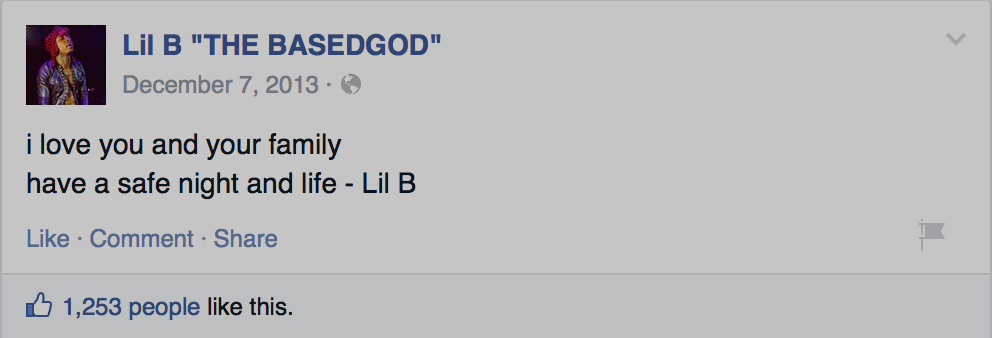 Lil B "THE BASEDGOD"
December 7, 2013 ·
i love you and your family
have a safe night and life - Lil B
Like · Comment · Share
1,253 people like this.